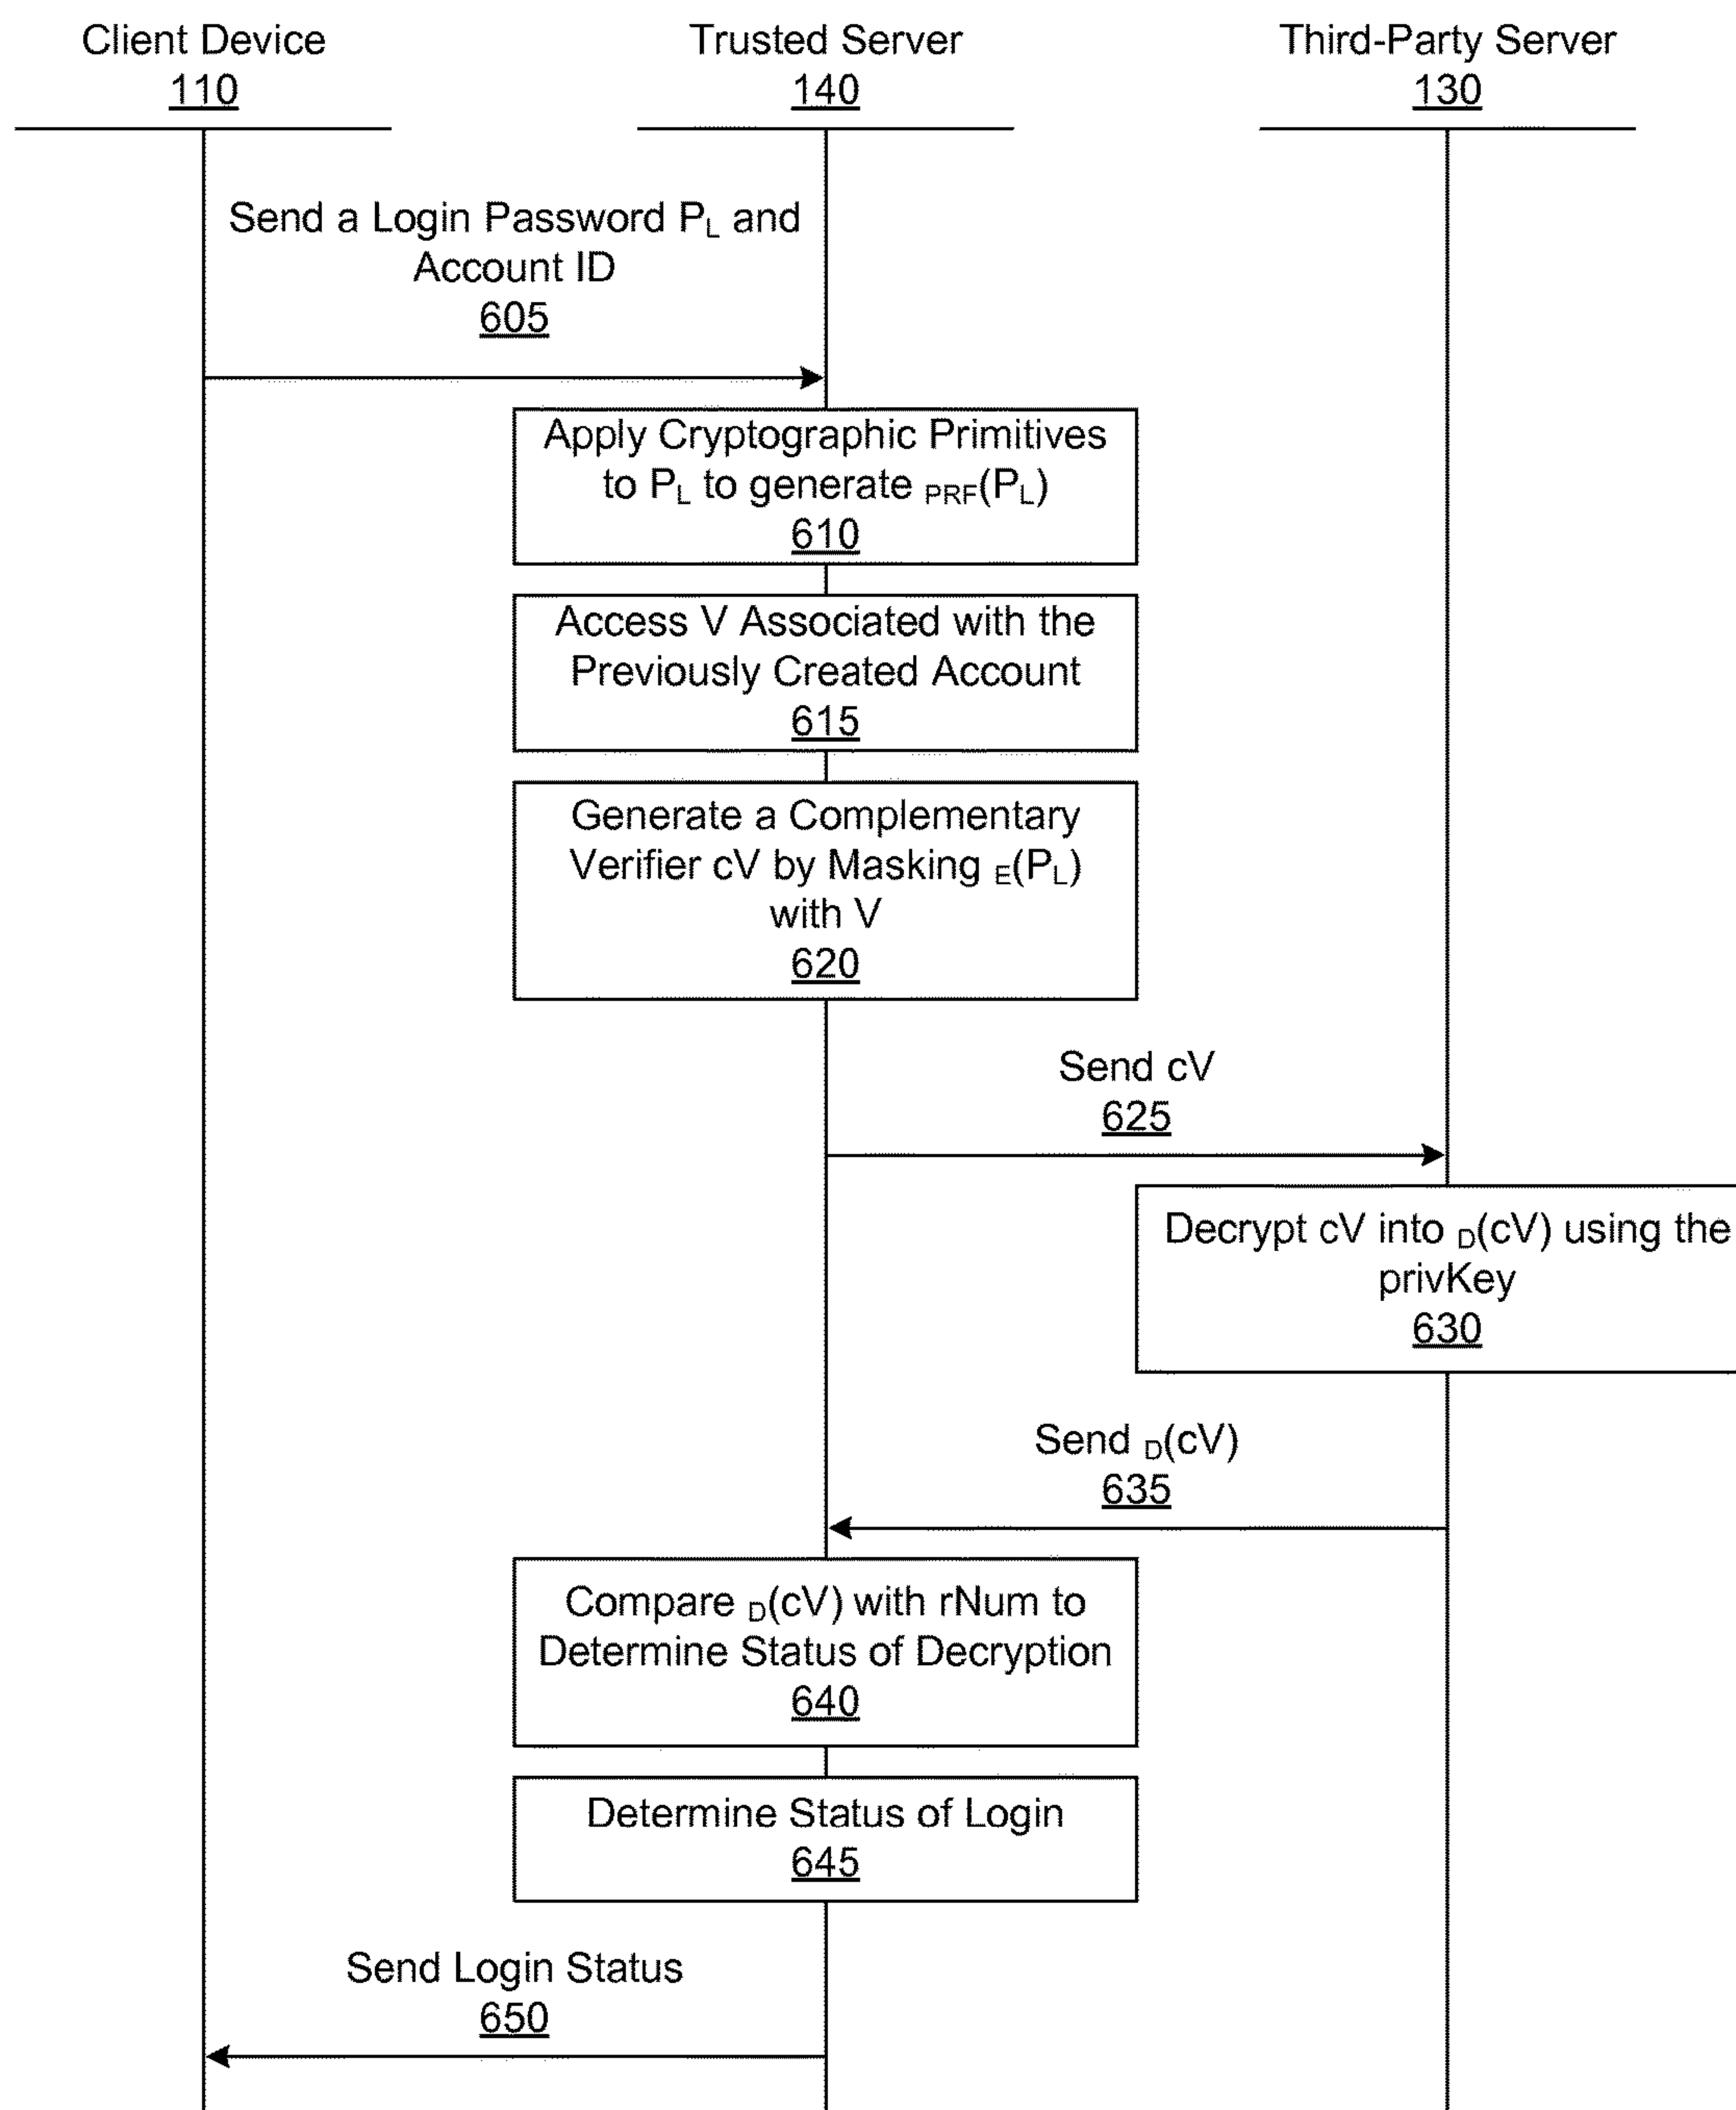 Client Device
110
Trusted Server
140
Third-Party Server
130
Send a Login Password PL and
Account ID
605
Apply Cryptographic Primitives
to PL to generate PRF(PL)
610
Access V Associated with the
Previously Created Account
615
Generate a Complementary
Verifier cV by Masking E(PL)
with V
620
Send cV
625
Decrypt cV into D(cV) using the
privKey
630
Send D(cV)
635
Compare D(cV) with rNum to
Determine Status of Decryption
640
Determine Status of Login
645
Send Login Status
650